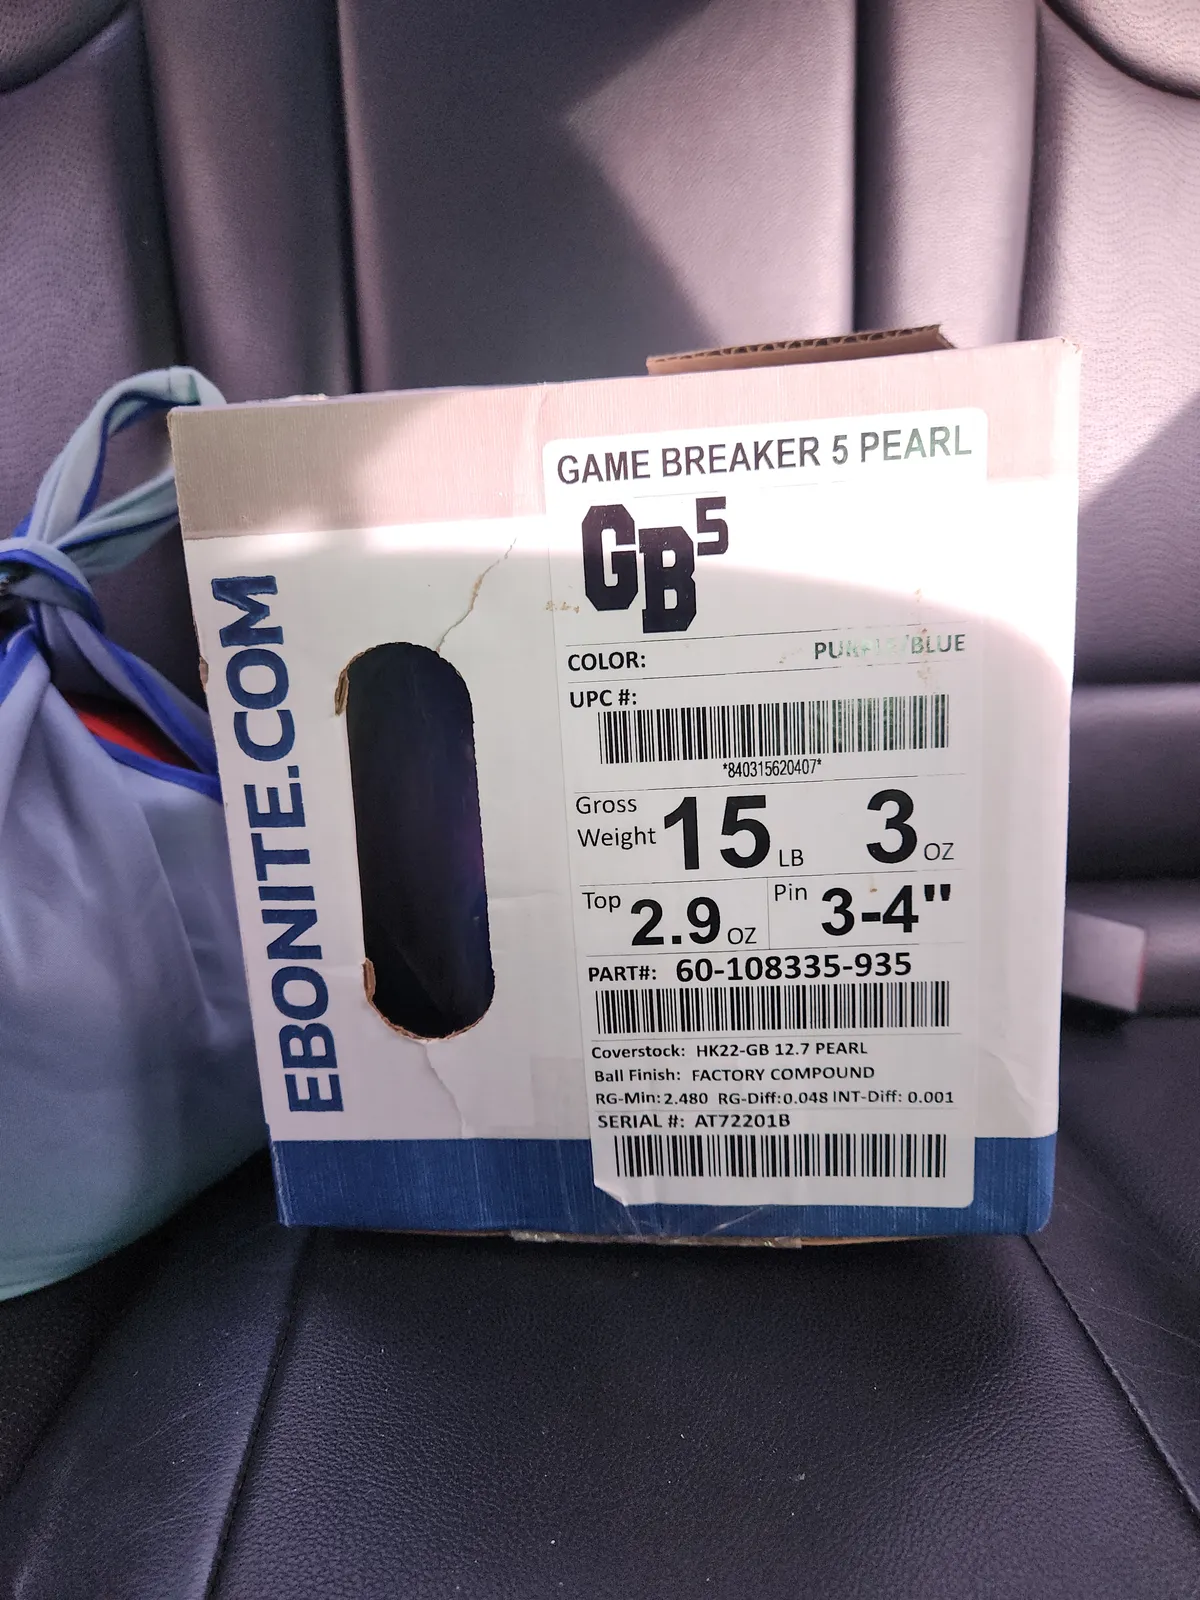 EBONITE.COM
GAME BREAKER 5 PEARL
GB5
COLOR: PURPLE/BLUE
UPC #:
*840315620407*
Gross Weight 15 LB 3 OZ
Top 2.9 OZ Pin 3-4"
PART#: 60-108335-935
Coverstock: HK22-GB 12.7 PEARL
Ball Finish: FACTORY COMPOUND
RG-Min: 2.480 RG-Diff: 0.048 INT-Diff: 0.001
SERIAL #: AT72201B